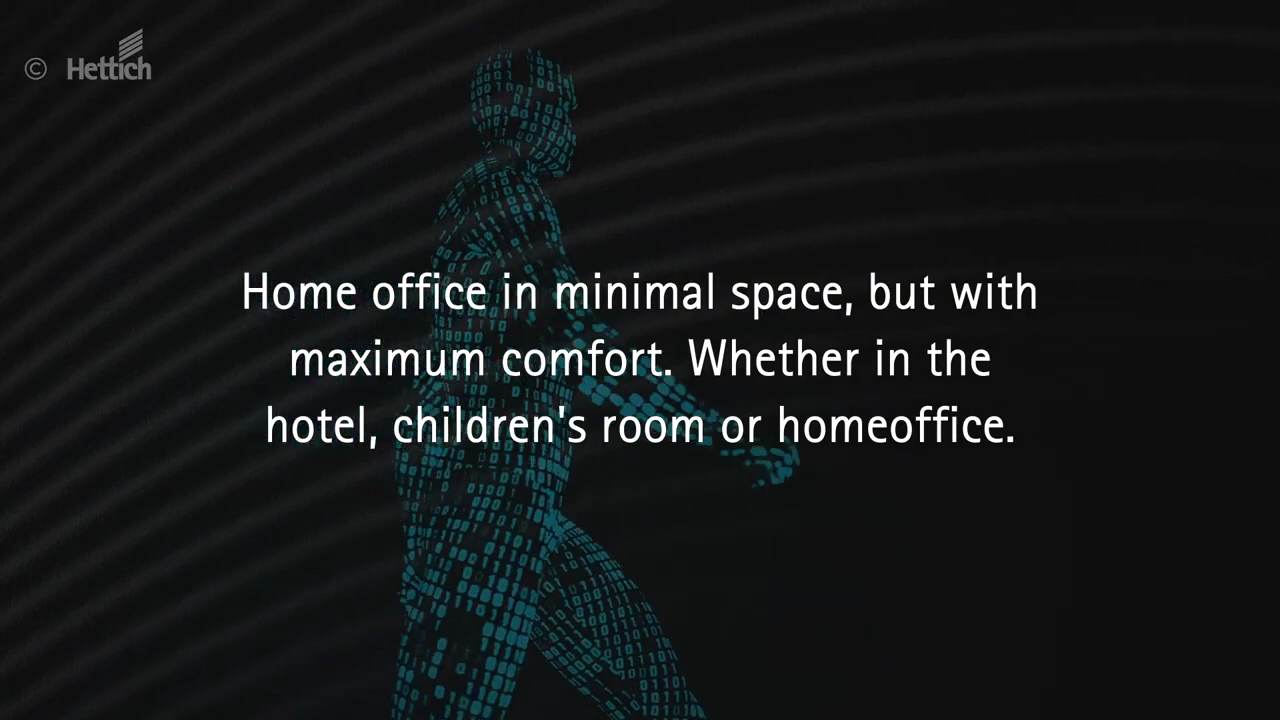 © Hettich
Home office in minimal space, but with
maximum comfort. Whether in the
hotel, children's room or homeoffice.